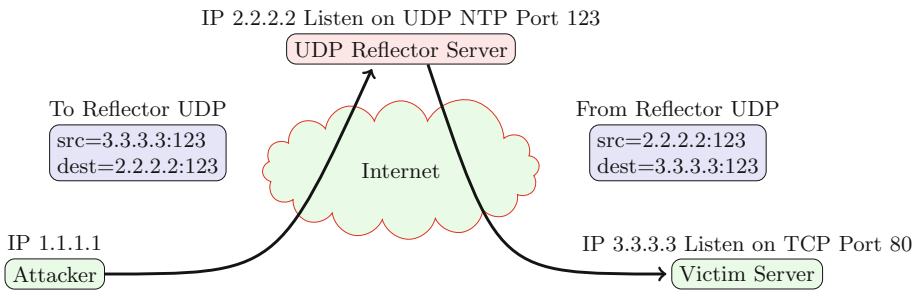 IP 2.2.2.2 Listen on UDP NTP Port 123
UDP Reflector Server
To Reflector UDP
src=3.3.3.3:123
dest=2.2.2.2:123
From Reflector UDP
src=2.2.2.2:123
dest=3.3.3.3:123
Internet
IP 1.1.1.1
Attacker
IP 3.3.3.3 Listen on TCP Port 80
Victim Server